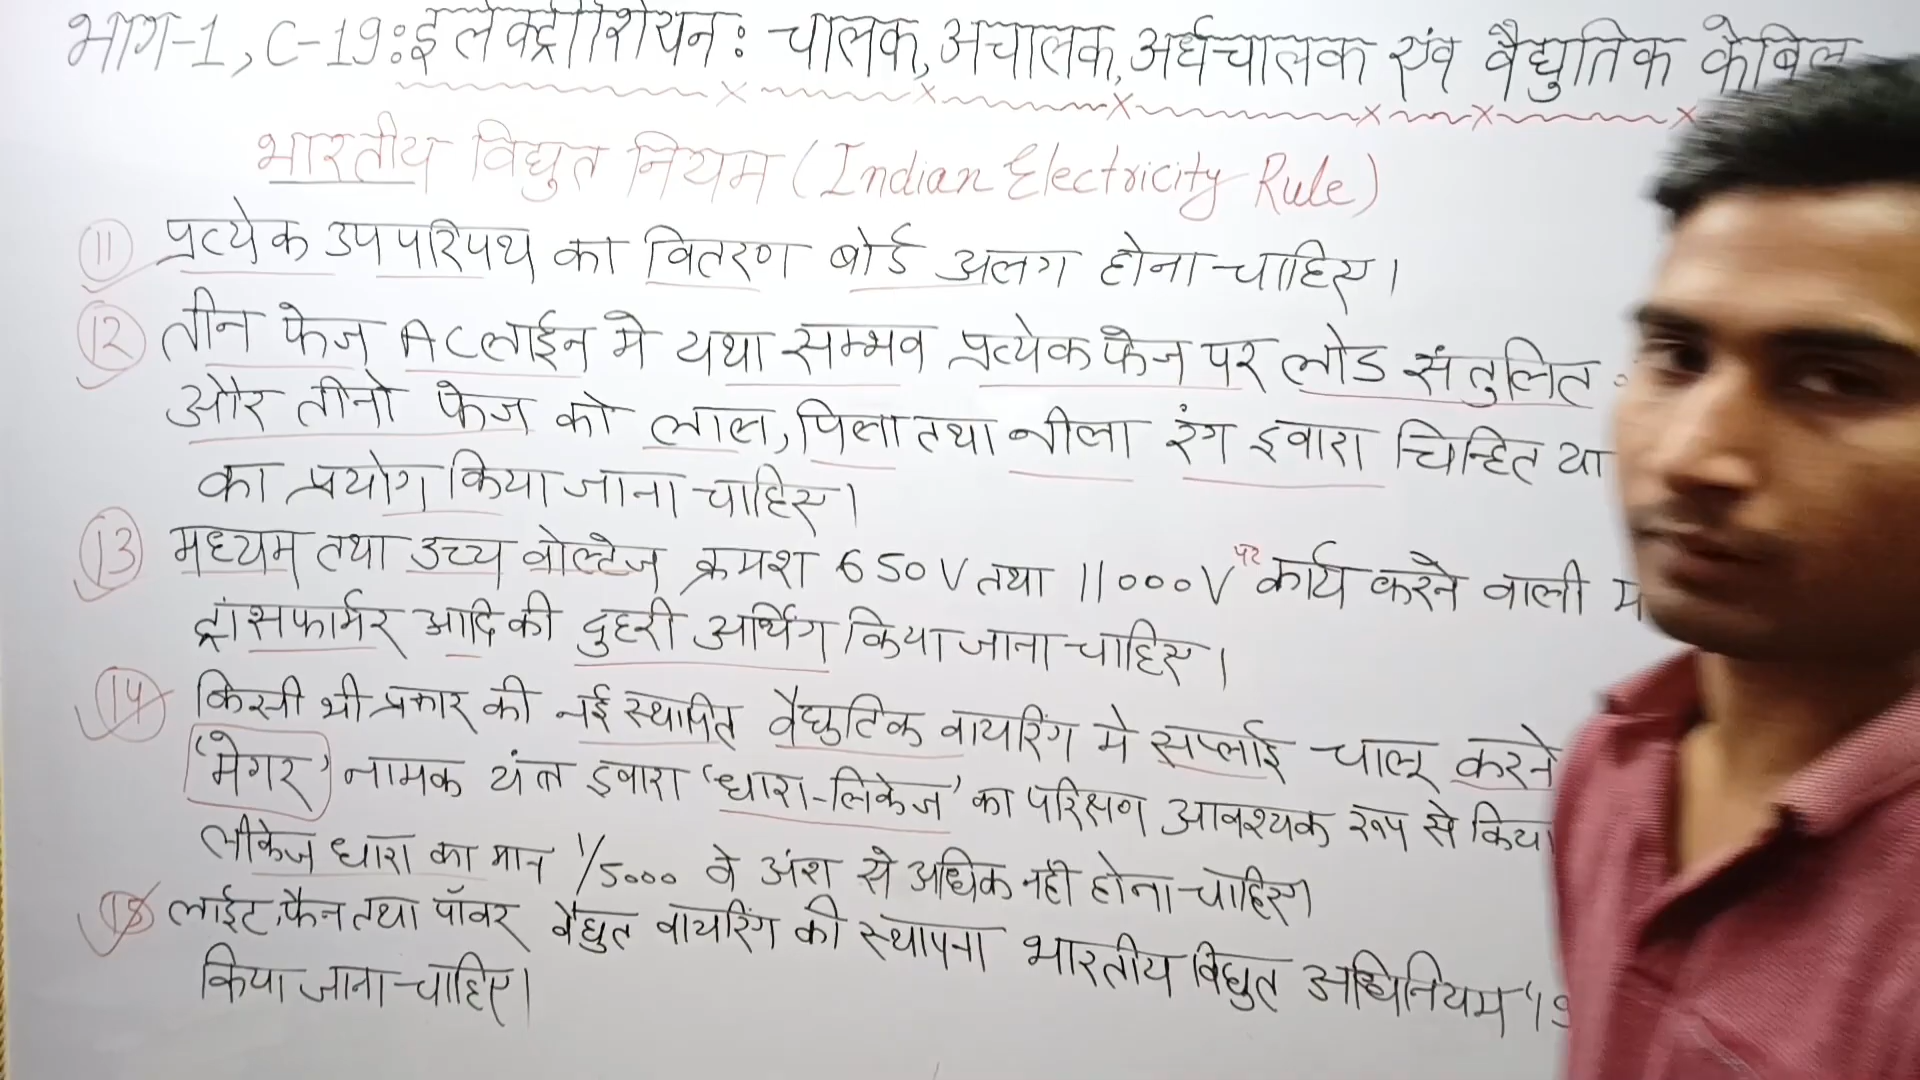 भाग-1, C-19: इलेक्ट्रीशियन: चालक, अचालक, अर्धचालक एवं वैद्युतिक केबिल
भारतीय विद्युत नियम (Indian Electricity Rule)
11 प्रत्येक उपपरिपथ का वितरण बोर्ड अलग होना चाहिए।
12 तीन फेज AC लाईन मे यथा सम्भव प्रत्येक फेज पर लोड संतुलित
और तीनो फेज को लाल, पिला तथा नीला रंग द्वारा चिन्हित या
का प्रयोग किया जाना चाहिए।
13 मध्यम तथा उच्च वोल्टेज क्रमश 650V तथा 11000V पर कार्य करने वाली
ट्रांसफार्मर आदि की दुहरी अर्थिंग किया जाना चाहिए।
14 किसी भी प्रकार की नई स्थापित वैद्युतिक वायरिंग मे सप्लाई चालू करने
'मेगर' नामक यंत्र द्वारा 'धारा-लिकेज' का परिक्षण आवश्यक रूप से किया
लीकेज धारा का मान 1/5000 वे अंश से अधिक नही होना चाहिए।
15 लाईट, फैन तथा पॉवर वैद्युत वायरिंग की स्थापना भारतीय विद्युत अधिनियम
किया जाना चाहिए।